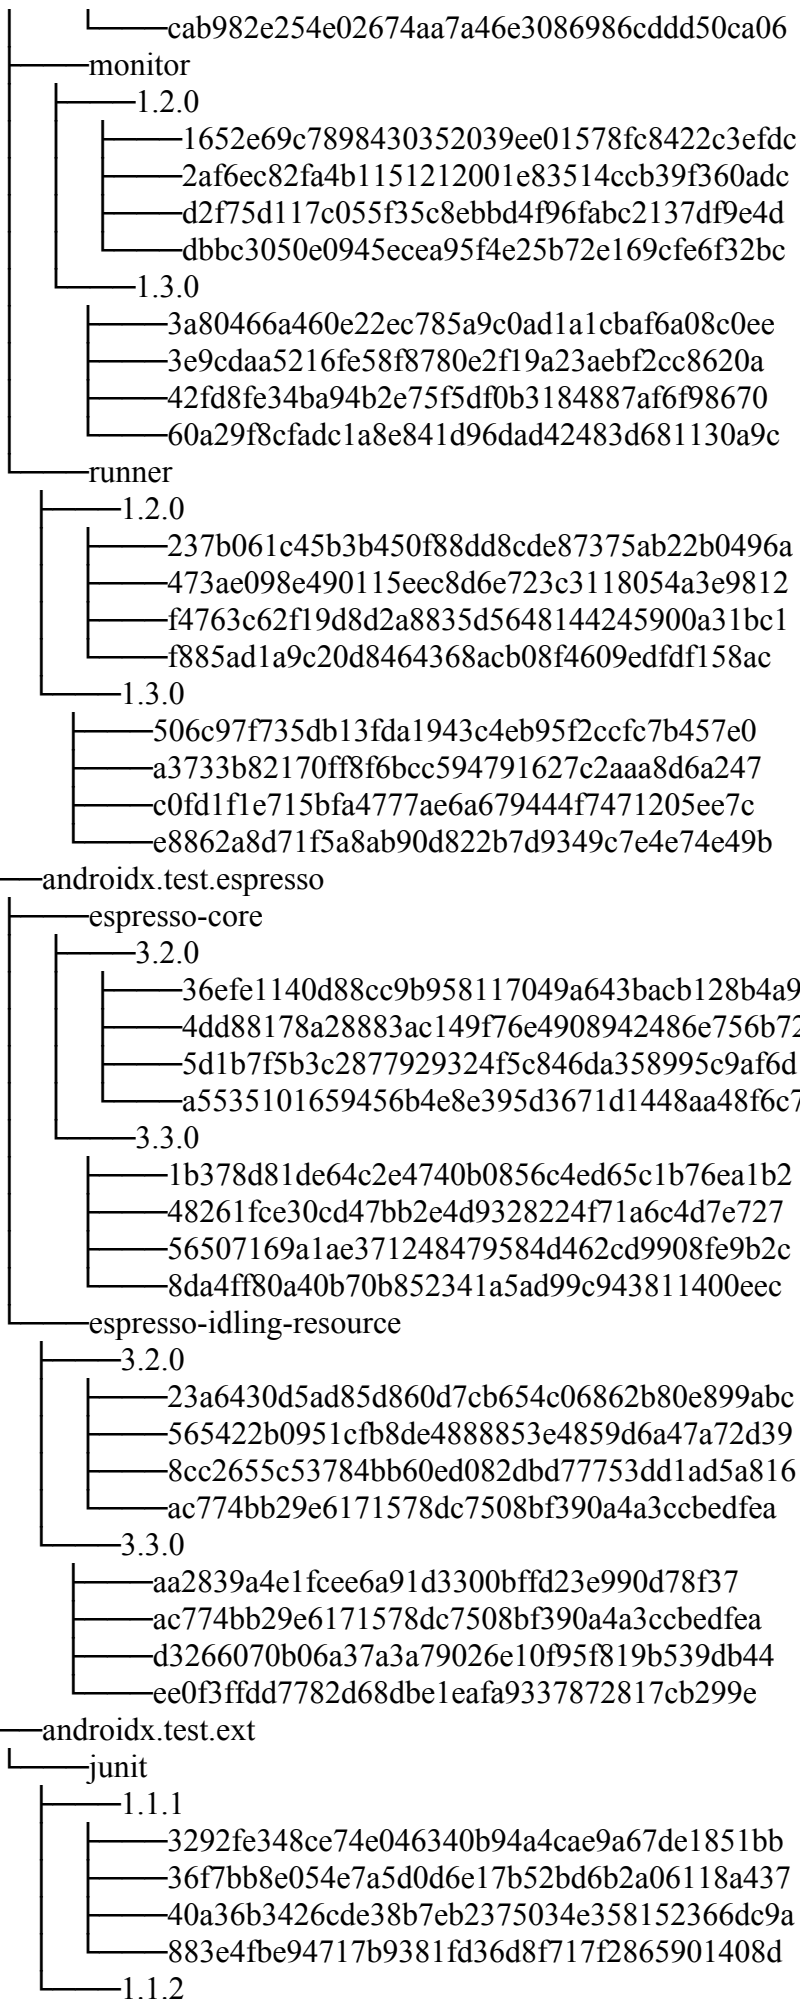 cab982e254e02674aa7a46e3086986cddd50ca06
monitor
1.2.0
1652e69c7898430352039ee01578fc8422c3efdc
2af6ec82fa4b1151212001e83514ccb39f360adc
d2f75d117c055f35c8ebbd4f96fabc2137df9e4d
dbbc3050e0945ecea95f4e25b72e169cfe6f32bc
1.3.0
3a80466a460e22ec785a9c0ad1a1cbaf6a08c0ee
3e9cdaa5216fe58f8780e2f19a23aebf2cc8620a
42fd8fe34ba94b2e75f5df0b3184887af6f98670
60a29f8cfadc1a8e841d96dad42483d681130a9c
runner
1.2.0
237b061c45b3b450f88dd8cde87375ab22b0496a
473ae098e490115eec8d6e723c3118054a3e9812
f4763c62f19d8d2a8835d5648144245900a31bc1
f885ad1a9c20d8464368acb08f4609edfdf158ac
1.3.0
506c97f735db13fda1943c4eb95f2ccfc7b457e0
a3733b82170ff8f6bcc594791627c2aaa8d6a247
c0fd1f1e715bfa4777ae6a679444f7471205ee7c
e8862a8d71f5a8ab90d822b7d9349c7e4e74e49b
androidx.test.espresso
espresso-core
3.2.0
36efe1140d88cc9b958117049a643bacb128b4a9
4dd88178a28883ac149f76e4908942486e756b72
5d1b7f5b3c2877929324f5c846da358995c9af6d
a5535101659456b4e8e395d3671d1448aa48f6c7
3.3.0
1b378d81de64c2e4740b0856c4ed65c1b76ea1b2
48261fce30cd47bb2e4d9328224f71a6c4d7e727
56507169a1ae371248479584d462cd9908fe9b2c
8da4ff80a40b70b852341a5ad99c943811400eec
espresso-idling-resource
3.2.0
23a6430d5ad85d860d7cb654c06862b80e899abc
565422b0951cfb8de4888853e4859d6a47a72d39
8cc2655c53784bb60ed082dbd77753dd1ad5a816
ac774bb29e6171578dc7508bf390a4a3ccbedfea
3.3.0
aa2839a4e1fcee6a91d3300bffd23e990d78f37
ac774bb29e6171578dc7508bf390a4a3ccbedfea
d3266070b06a37a3a79026e10f95f819b539db44
ee0f3ffdd7782d68dbe1eafa9337872817cb299e
androidx.test.ext
junit
1.1.1
3292fe348ce74e046340b94a4cae9a67de1851bb
36f7bb8e054e7a5d0d6e17b52bd6b2a06118a437
40a36b3426cde38b7eb2375034e358152366dc9a
883e4fbe94717b9381fd36d8f717f2865901408d
1.1.2